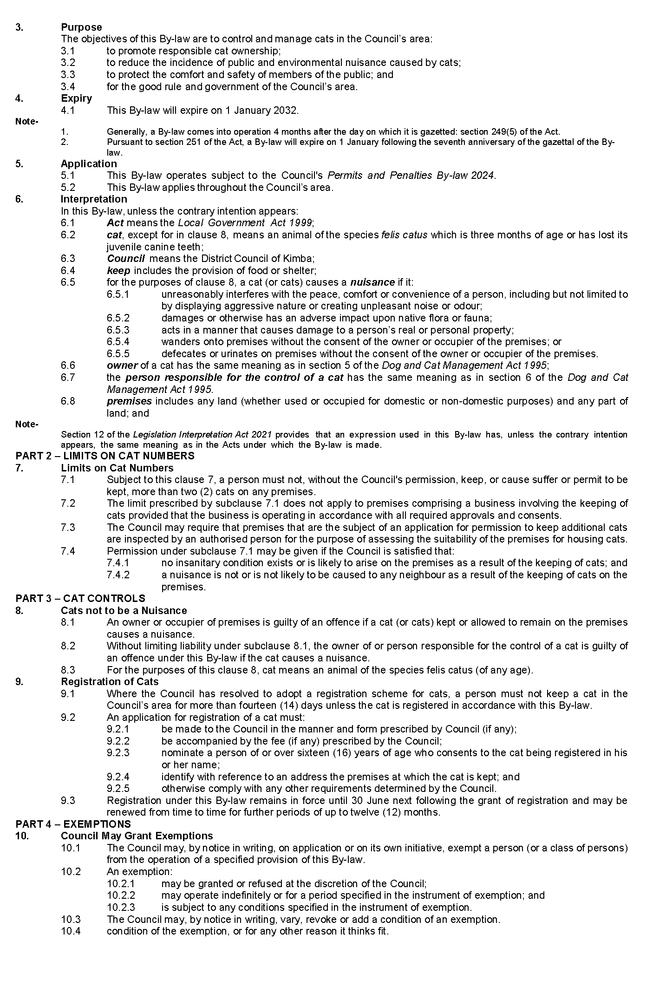 3. Purpose
The objectives of this By-law are to control and manage cats in the Council’s area:
3.1 to promote responsible cat ownership;
3.2 to reduce the incidence of public and environmental nuisance caused by cats;
3.3 to protect the comfort and safety of members of the public; and
3.4 for the good rule and government of the Council’s area.
4. Expiry
4.1 This By-law will expire on 1 January 2032.
Note-
1. Generally, a By-law comes into operation 4 months after the day on which it is gazetted: section 249(5) of the Act.
2. Pursuant to section 251 of the Act, a By-law will expire on 1 January following the seventh anniversary of the gazettal of the By-
law.
5. Application
5.1 This By-law operates subject to the Council's Permits and Penalties By-law 2024.
5.2 This By-law applies throughout the Council’s area.
6. Interpretation
In this By-law, unless the contrary intention appears:
6.1 Act means the Local Government Act 1999;
6.2 cat, except for in clause 8, means an animal of the species felis catus which is three months of age or has lost its
juvenile canine teeth;
6.3 Council means the District Council of Kimba;
6.4 keep includes the provision of food or shelter;
6.5 for the purposes of clause 8, a cat (or cats) causes a nuisance if it:
6.5.1 unreasonably interferes with the peace, comfort or convenience of a person, including but not limited to
by displaying aggressive nature or creating unpleasant noise or odour;
6.5.2 damages or otherwise has an adverse impact upon native flora or fauna;
6.5.3 acts in a manner that causes damage to a person’s real or personal property;
6.5.4 wanders onto premises without the consent of the owner or occupier of the premises; or
6.5.5 defecates or urinates on premises without the consent of the owner or occupier of the premises.
6.6 owner of a cat has the same meaning as in section 5 of the Dog and Cat Management Act 1995;
6.7 the person responsible for the control of a cat has the same meaning as in section 6 of the Dog and Cat
Management Act 1995.
6.8 premises includes any land (whether used or occupied for domestic or non-domestic purposes) and any part of
land; and
Note-
Section 12 of the Legislation Interpretation Act 2021 provides that an expression used in this By-law has, unless the contrary intention
appears, the same meaning as in the Acts under which the By-law is made.
PART 2 – LIMITS ON CAT NUMBERS
7. Limits on Cat Numbers
7.1 Subject to this clause 7, a person must not, without the Council's permission, keep, or cause suffer or permit to be
kept, more than two (2) cats on any premises.
7.2 The limit prescribed by subclause 7.1 does not apply to premises comprising a business involving the keeping of
cats provided that the business is operating in accordance with all required approvals and consents.
7.3 The Council may require that premises that are the subject of an application for permission to keep additional cats
are inspected by an authorised person for the purpose of assessing the suitability of the premises for housing cats.
7.4 Permission under subclause 7.1 may be given if the Council is satisfied that:
7.4.1 no insanitary condition exists or is likely to arise on the premises as a result of the keeping of cats; and
7.4.2 a nuisance is not or is not likely to be caused to any neighbour as a result of the keeping of cats on the
premises.
PART 3 – CAT CONTROLS
8. Cats not to be a Nuisance
8.1 An owner or occupier of premises is guilty of an offence if a cat (or cats) kept or allowed to remain on the premises
causes a nuisance.
8.2 Without limiting liability under subclause 8.1, the owner of or person responsible for the control of a cat is guilty of
an offence under this By-law if the cat causes a nuisance.
8.3 For the purposes of this clause 8, cat means an animal of the species felis catus (of any age).
9. Registration of Cats
9.1 Where the Council has resolved to adopt a registration scheme for cats, a person must not keep a cat in the
Council’s area for more than fourteen (14) days unless the cat is registered in accordance with this By-law.
9.2 An application for registration of a cat must:
9.2.1 be made to the Council in the manner and form prescribed by Council (if any);
9.2.2 be accompanied by the fee (if any) prescribed by the Council;
9.2.3 nominate a person of or over sixteen (16) years of age who consents to the cat being registered in his
or her name;
9.2.4 identify with reference to an address the premises at which the cat is kept; and
9.2.5 otherwise comply with any other requirements determined by the Council.
9.3 Registration under this By-law remains in force until 30 June next following the grant of registration and may be
renewed from time to time for further periods of up to twelve (12) months.
PART 4 – EXEMPTIONS
10. Council May Grant Exemptions
10.1 The Council may, by notice in writing, on application or on its own initiative, exempt a person (or a class of persons)
from the operation of a specified provision of this By-law.
10.2 An exemption:
10.2.1 may be granted or refused at the discretion of the Council;
10.2.2 may operate indefinitely or for a period specified in the instrument of exemption; and
10.2.3 is subject to any conditions specified in the instrument of exemption.
10.3 The Council may, by notice in writing, vary, revoke or add a condition of an exemption.
10.4 condition of the exemption, or for any other reason it thinks fit.